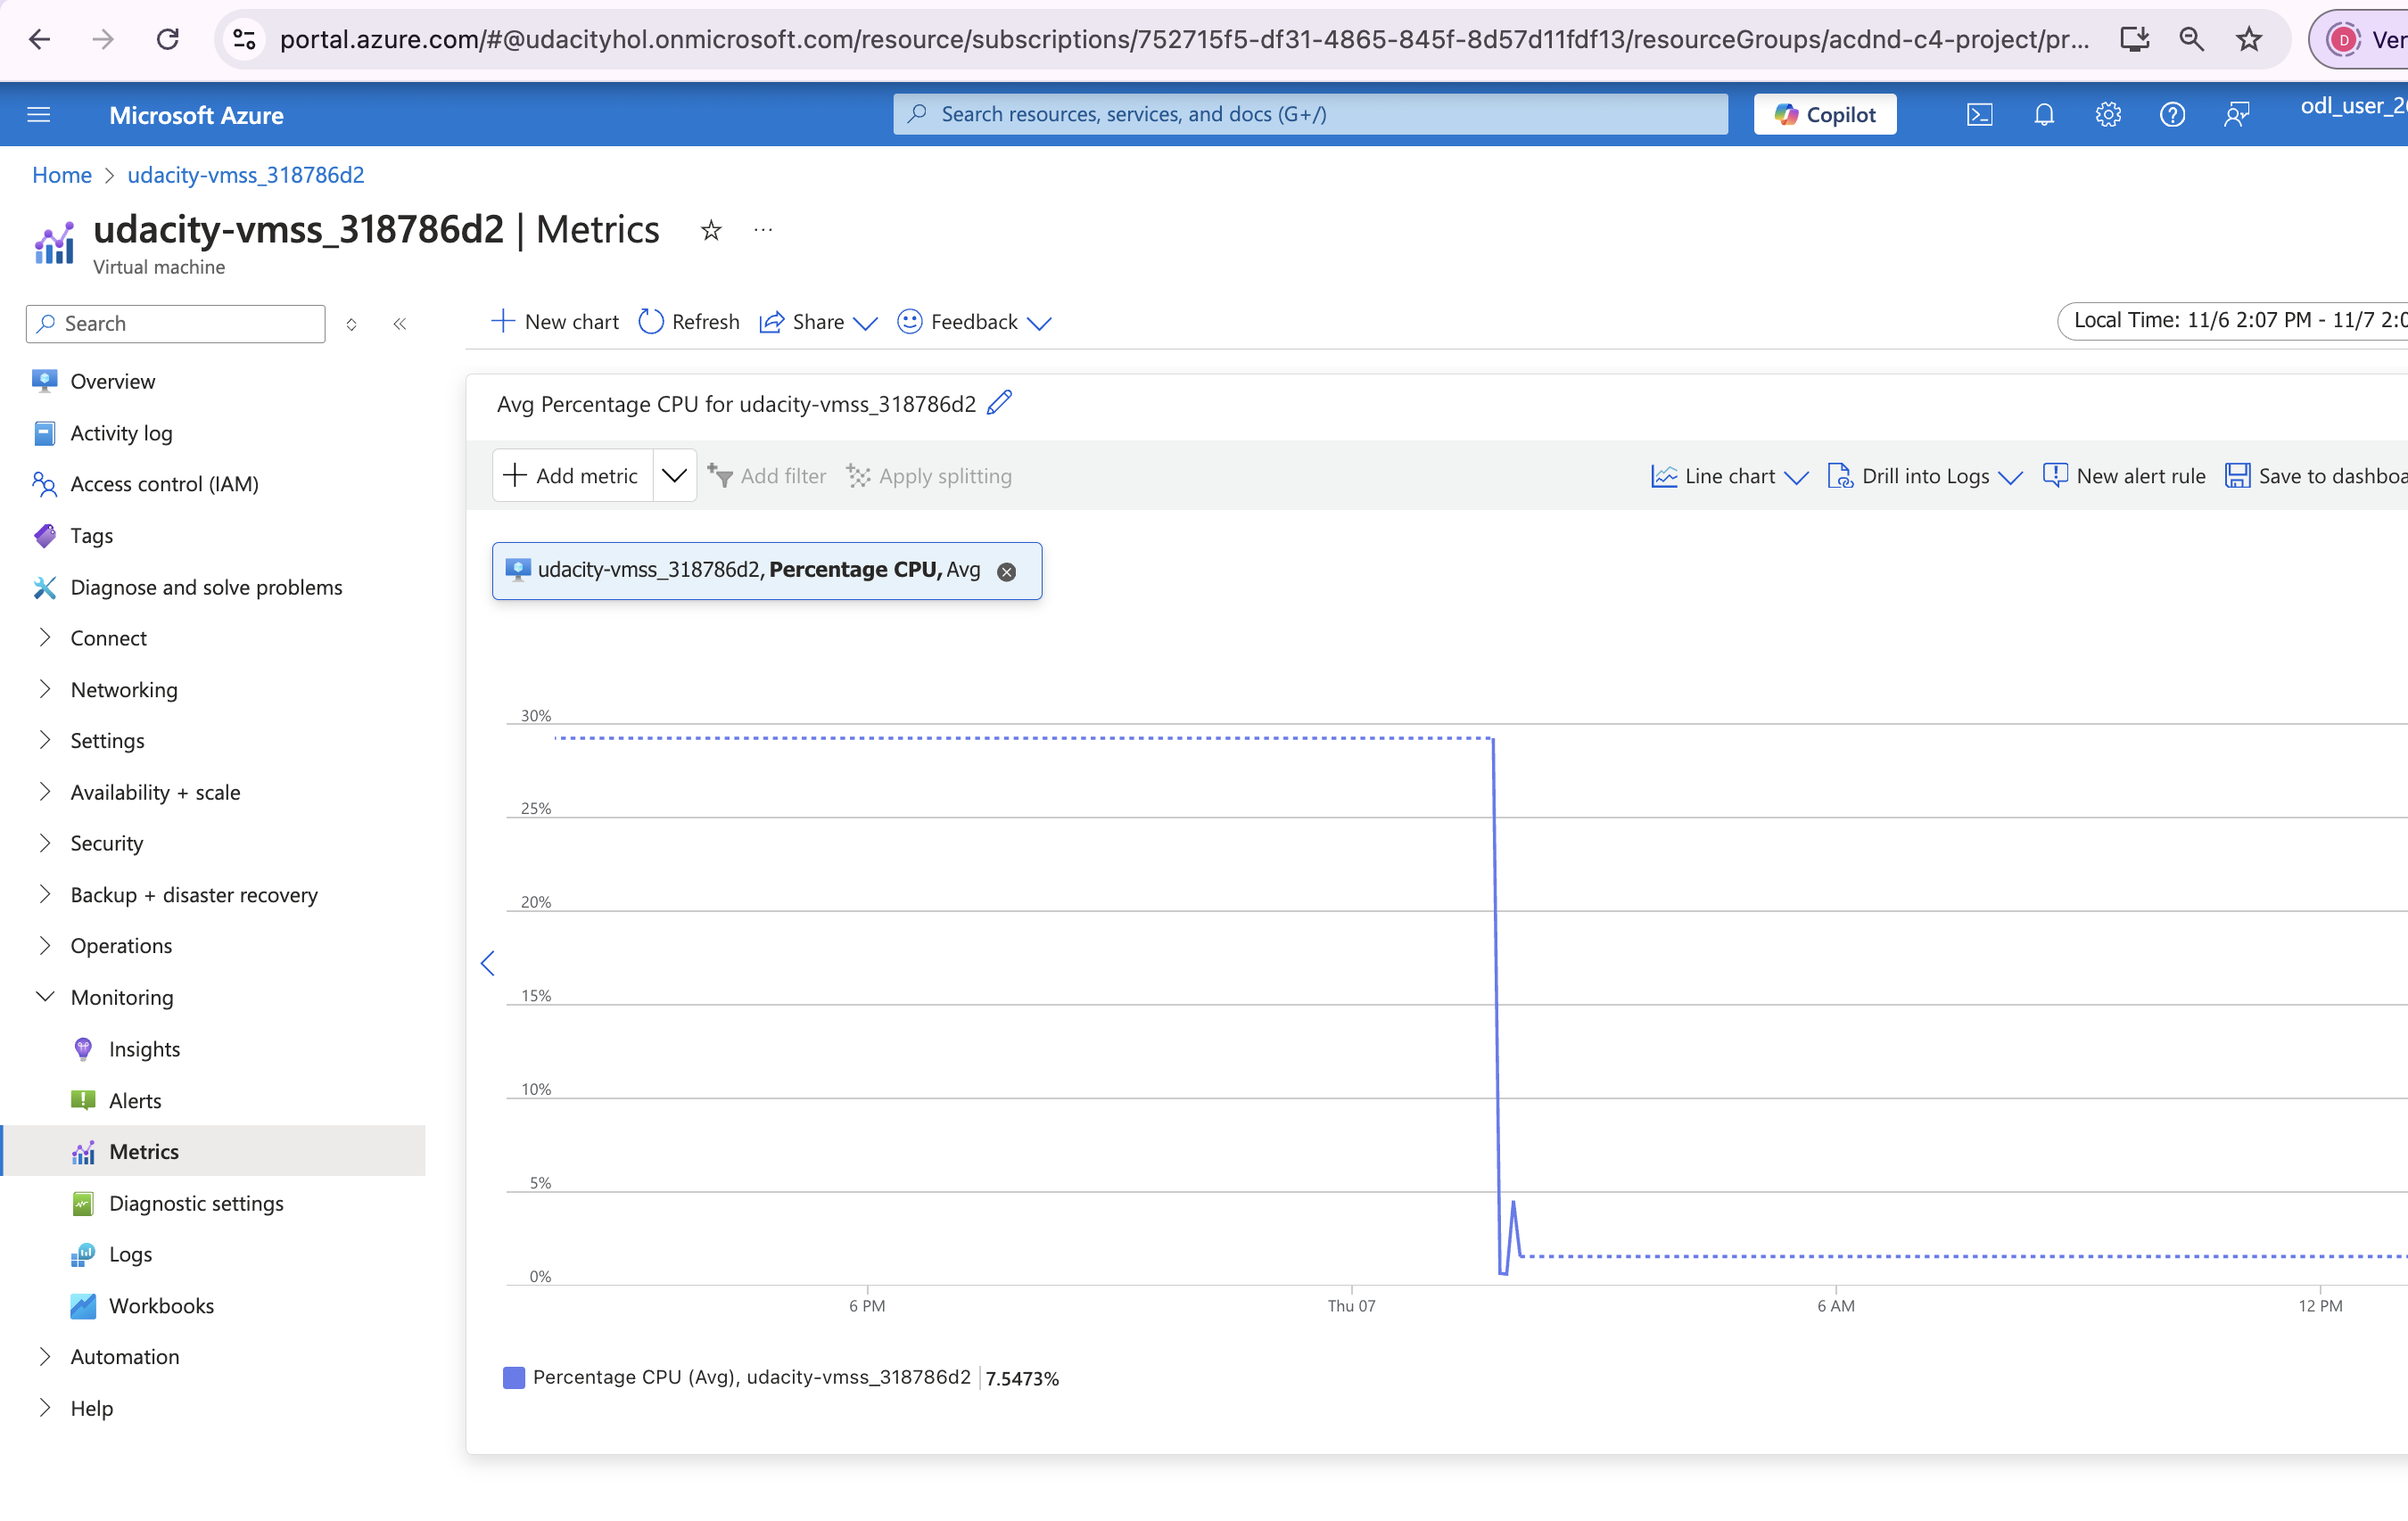 portal.azure.com/#@udacityhol.onmicrosoft.com/resource/subscriptions/752715f5-df31-4865-845f-8d57d11fdf13/resourceGroups/acdnd-c4-project/pr...
D
Ver
Microsoft Azure
Search resources, services, and docs (G+/)
Copilot
odl_user_2
Home > udacity-vmss_318786d2
udacity-vmss_318786d2 | Metrics
Virtual machine
Search
New chart
Refresh
Share
Feedback
Local Time: 11/6 2:07 PM - 11/7 2:0
Overview
Activity log
Access control (IAM)
Tags
Diagnose and solve problems
Connect
Networking
Settings
Availability + scale
Security
Backup + disaster recovery
Operations
Monitoring
Insights
Alerts
Metrics
Diagnostic settings
Logs
Workbooks
Automation
Help
Avg Percentage CPU for udacity-vmss_318786d2
Add metric
Add filter
Apply splitting
Line chart
Drill into Logs
New alert rule
Save to dashboa
udacity-vmss_318786d2, Percentage CPU, Avg
30%
25%
20%
15%
10%
5%
0%
6 PM
Thu 07
6 AM
12 PM
Percentage CPU (Avg), udacity-vmss_318786d2 | 7.5473%